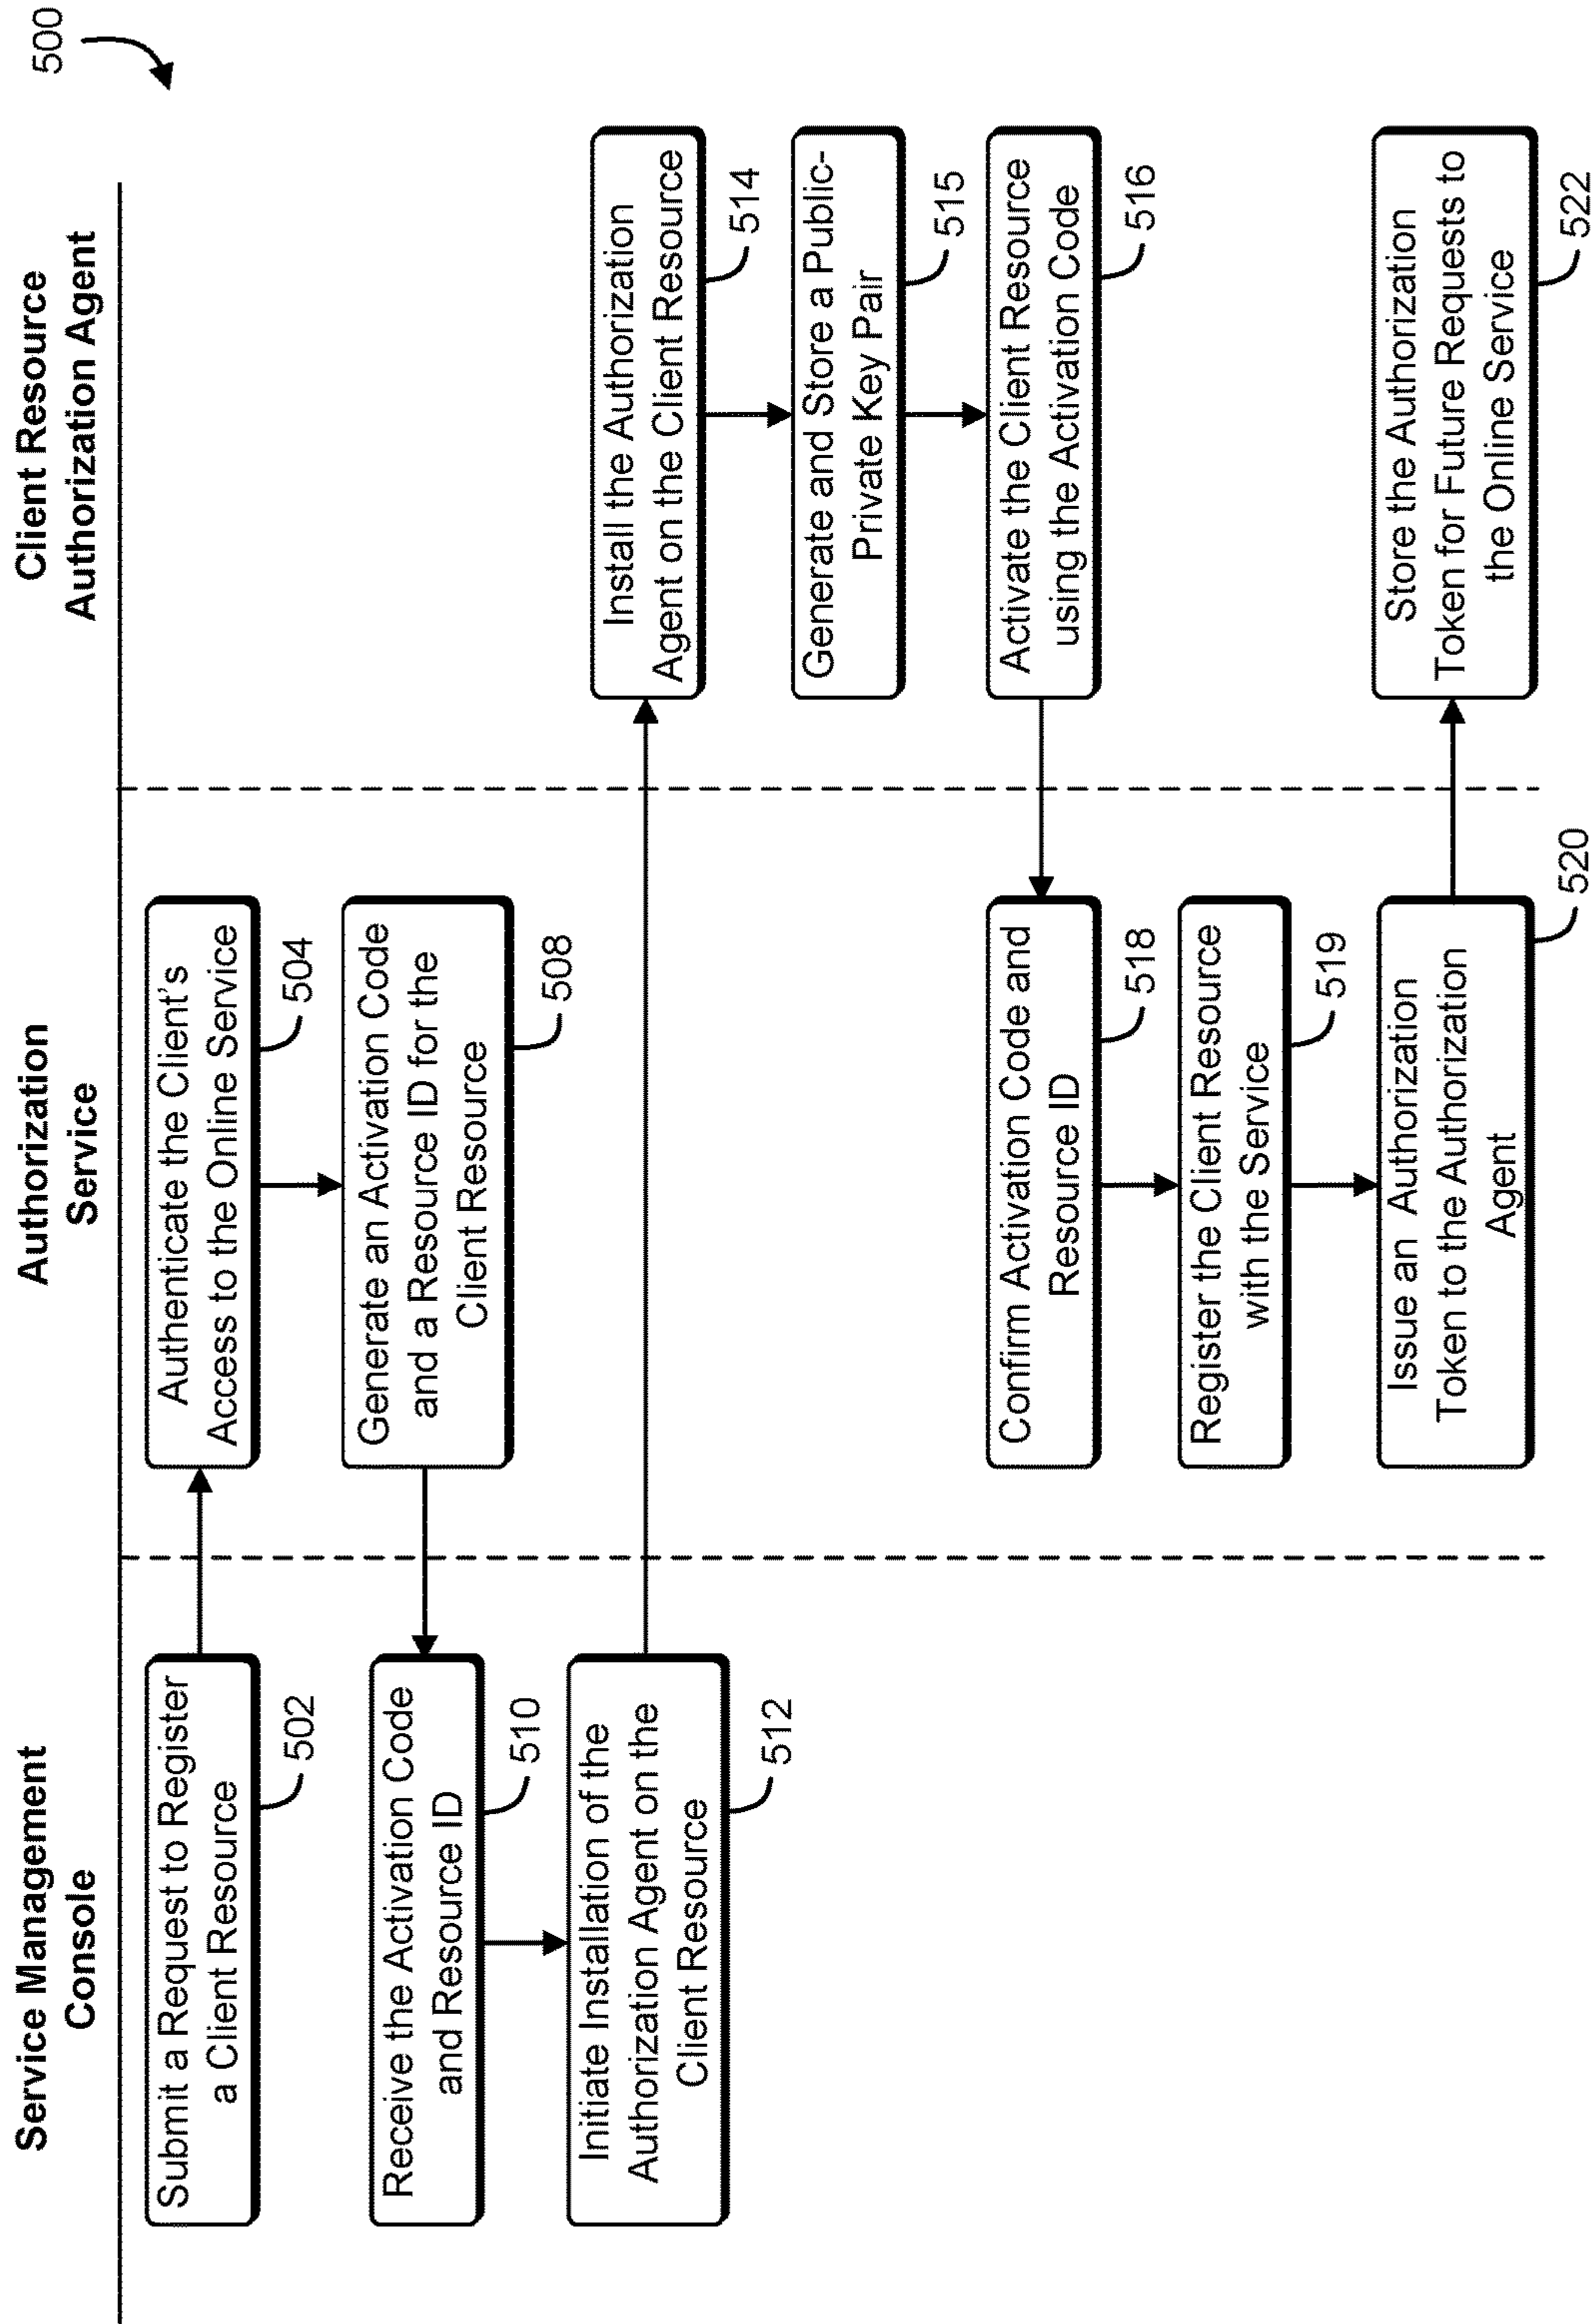 500
Service Management
Console
Authorization
Service
Client Resource
Authorization Agent
Submit a Request to Register
a Client Resource
502
Authenticate the Client's
Access to the Online Service
504
Generate an Activation Code
and a Resource ID for the
Client Resource
508
Receive the Activation Code
and Resource ID
510
Initiate Installation of the
Authorization Agent on the
Client Resource
512
Install the Authorization
Agent on the Client Resource
514
Generate and Store a Public-
Private Key Pair
515
Activate the Client Resource
using the Activation Code
516
Confirm Activation Code and
Resource ID
518
Register the Client Resource
with the Service
519
Issue an Authorization
Token to the Authorization
Agent
520
Store the Authorization
Token for Future Requests to
the Online Service
522